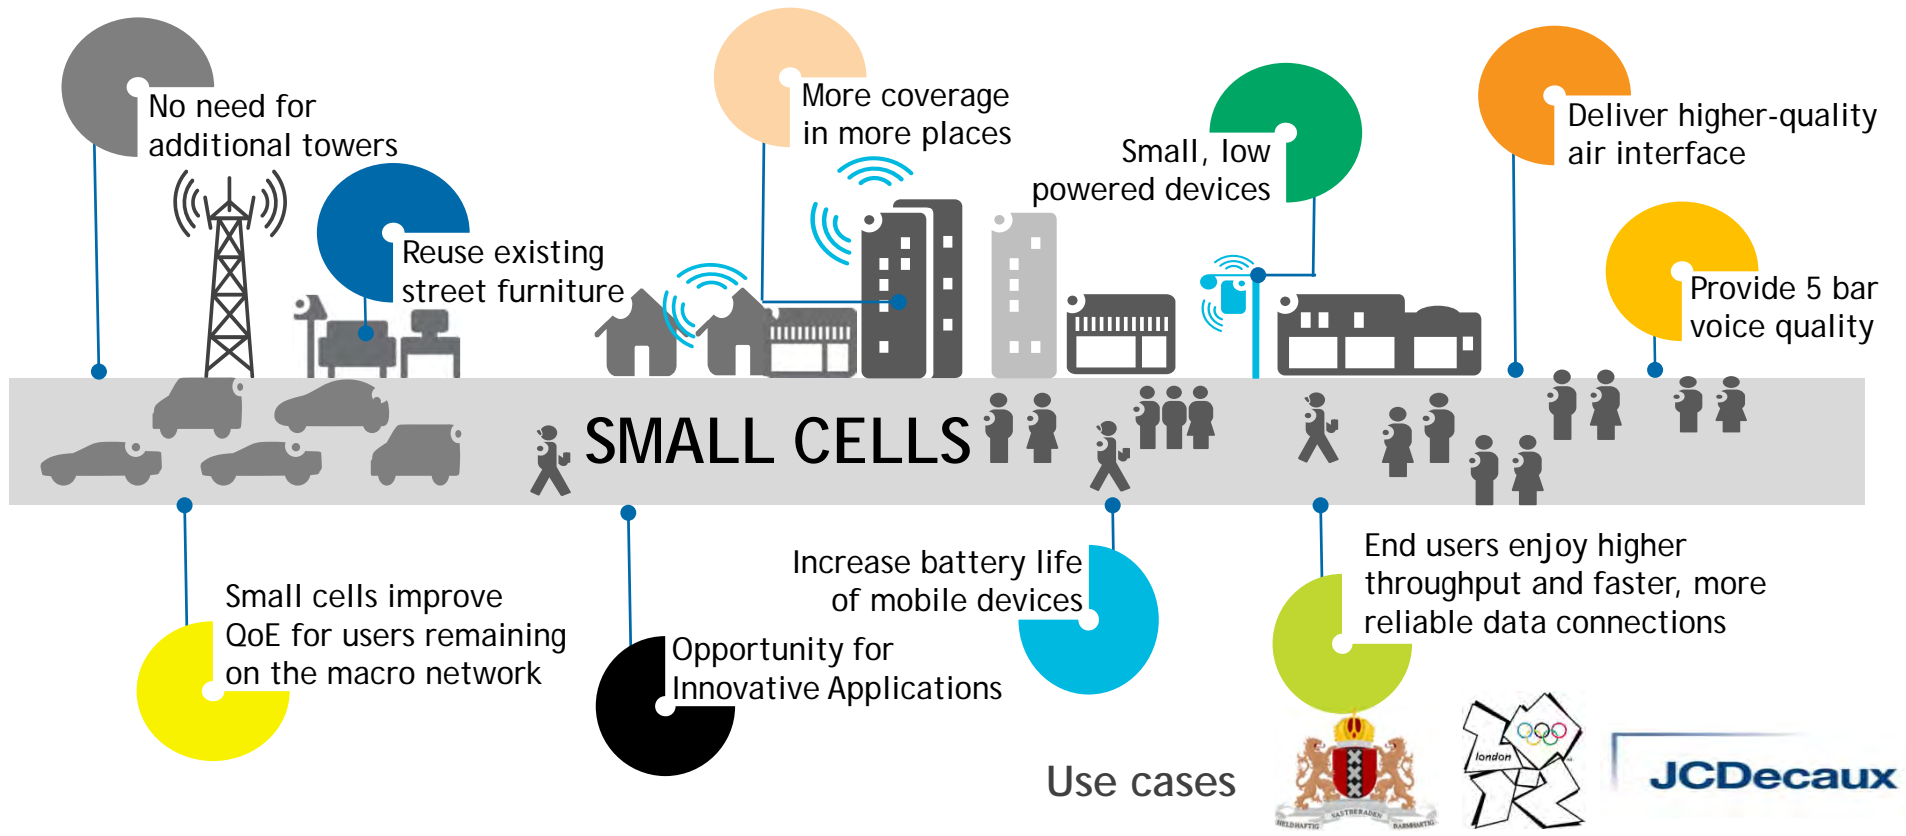 No need for
additional towers
Reuse existing
street furniture
More coverage
in more places
Small, low
powered devices
Deliver higher-quality
air interface
Provide 5 bar
voice quality
SMALL CELLS
Small cells improve
QoE for users remaining
on the macro network
Opportunity for
Innovative Applications
Increase battery life
of mobile devices
End users enjoy higher
throughput and faster, more
reliable data connections
Use cases
HELDHAFTIG VASTBERADEN BARMHARTIG
london
JCDecaux